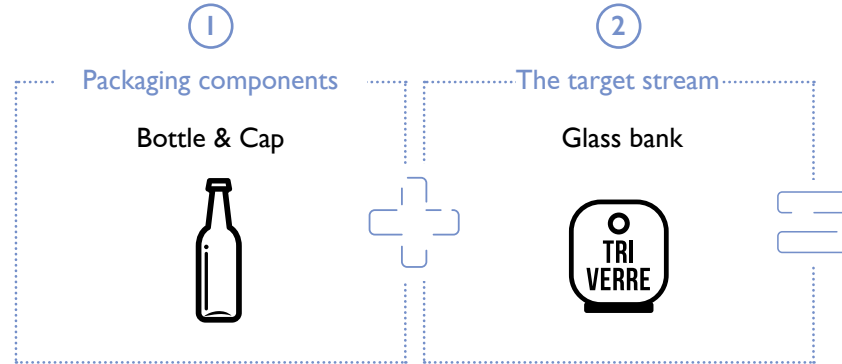 1
2
Packaging components
The target stream
Bottle & Cap
Glass bank
TRI
VERRE